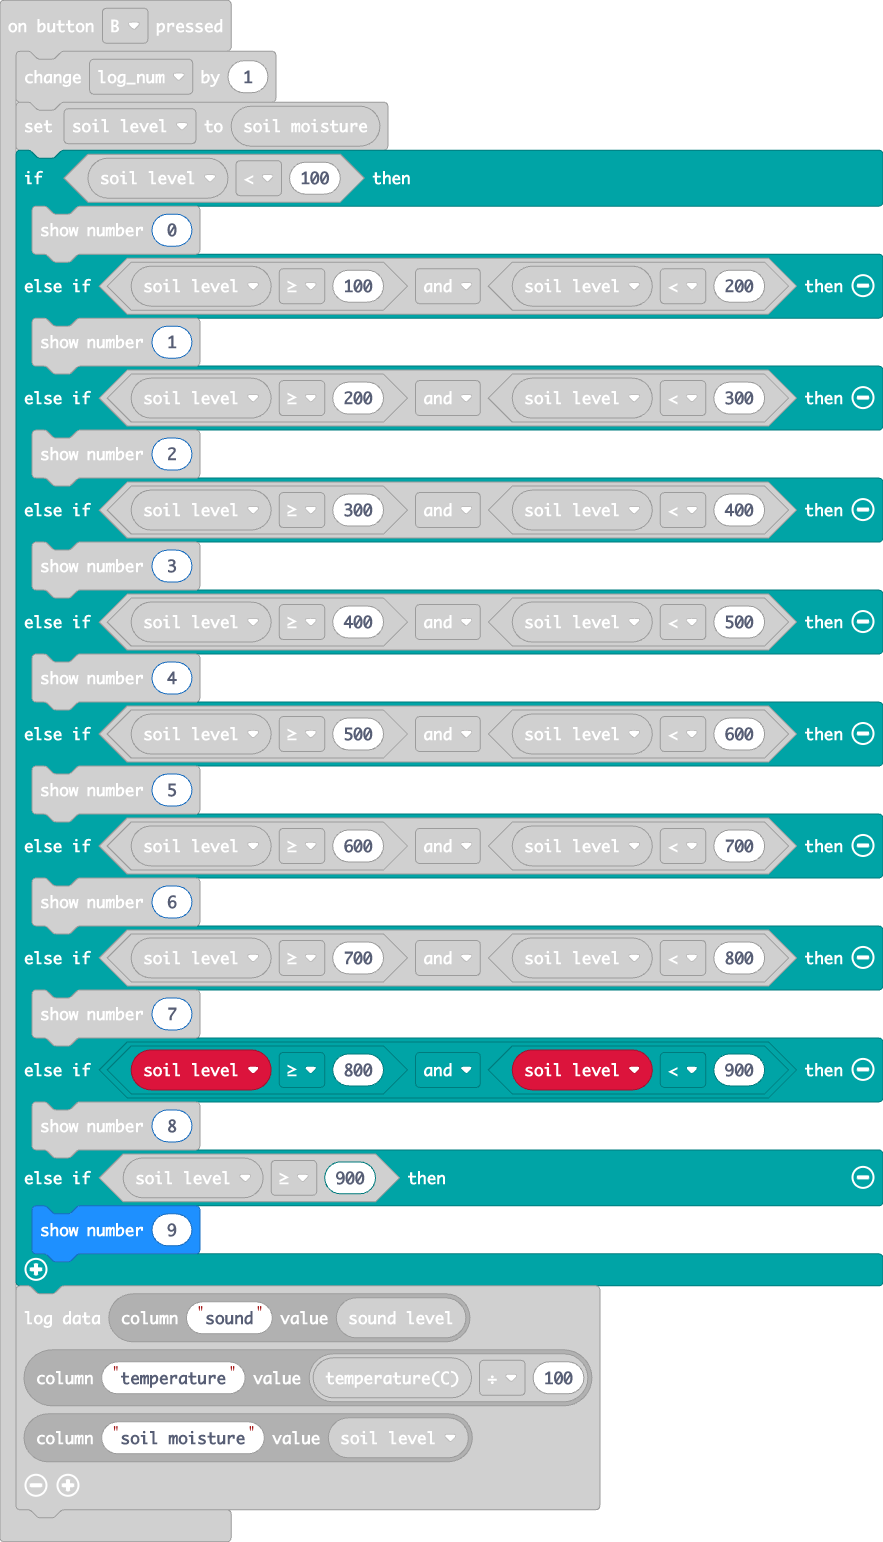 on button B pressed
change log_num by 1
set soil level to soil moisture
if soil level < 100 then
show number 0
else if soil level ≥ 100 and soil level < 200 then
show number 1
else if soil level ≥ 200 and soil level < 300 then
show number 2
else if soil level ≥ 300 and soil level < 400 then
show number 3
else if soil level ≥ 400 and soil level < 500 then
show number 4
else if soil level ≥ 500 and soil level < 600 then
show number 5
else if soil level ≥ 600 and soil level < 700 then
show number 6
else if soil level ≥ 700 and soil level < 800 then
show number 7
else if soil level ≥ 800 and soil level < 900 then
show number 8
else if soil level ≥ 900 then
show number 9
log data column "sound" value sound level
column "temperature" value temperature(C) ÷ 100
column "soil moisture" value soil level